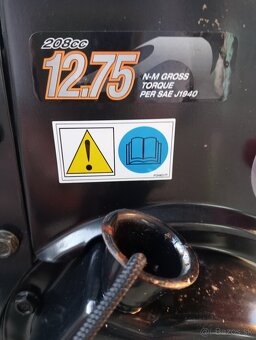 208cc
12.75
N-M GROSS
TORQUE
PER SAE J1940